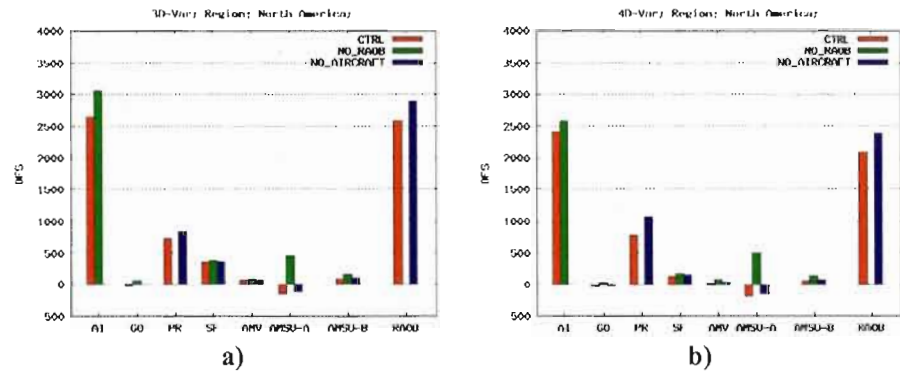 3D-Var; Region; North America;
DFS
4000
3500
3000
2500
2000
1500
1000
500
0
500
CTRL
NO_RAOB
NO_AIRCRAFT
AI GO PR SF AMV AMSU-A AMSU-B RAOB
a)
4D-Var; Region; North America;
DFS
4000
3500
3000
2500
2000
1500
1000
500
0
500
CTRL
NO_RAOB
NO_AIRCRAFT
AI GO PR SF AMV AMSU-A AMSU-B RAOB
b)